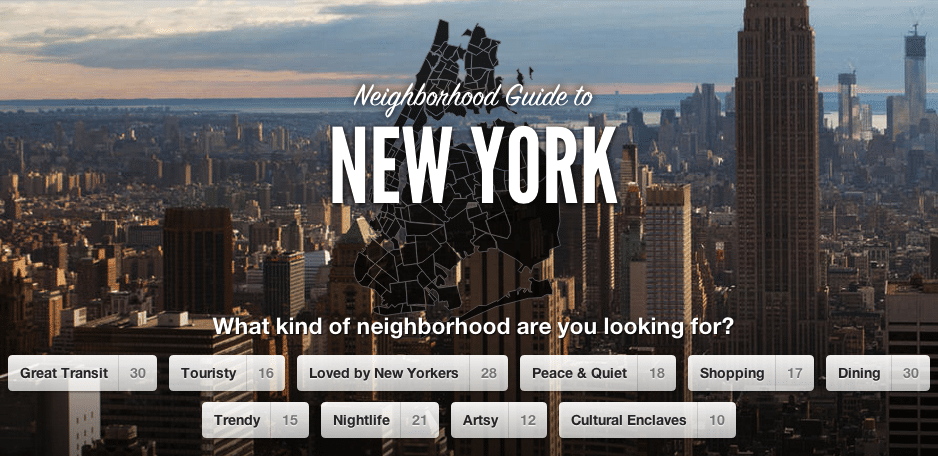 Neighborhood Guide to
NEW YORK
What kind of neighborhood are you looking for?
Great Transit 30 Touristy 16 Loved by New Yorkers 28 Peace & Quiet 18 Shopping 17 Dining 30
Trendy 15 Nightlife 21 Artsy 12 Cultural Enclaves 10